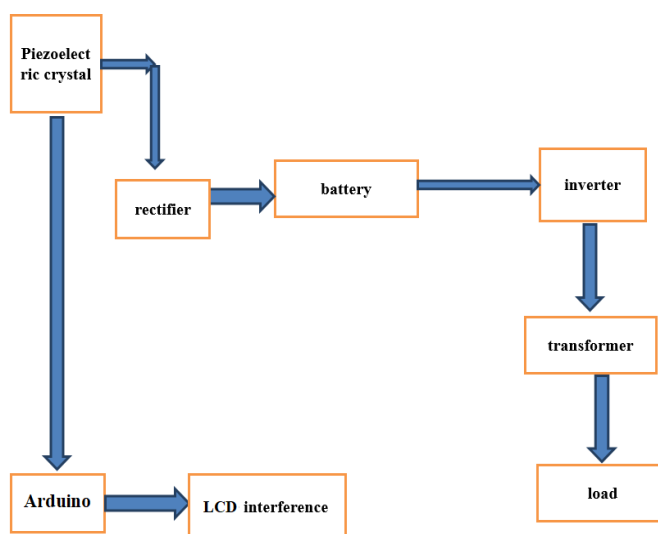 Piezoelect
ric crystal
rectifier
battery
inverter
transformer
load
Arduino
LCD interference